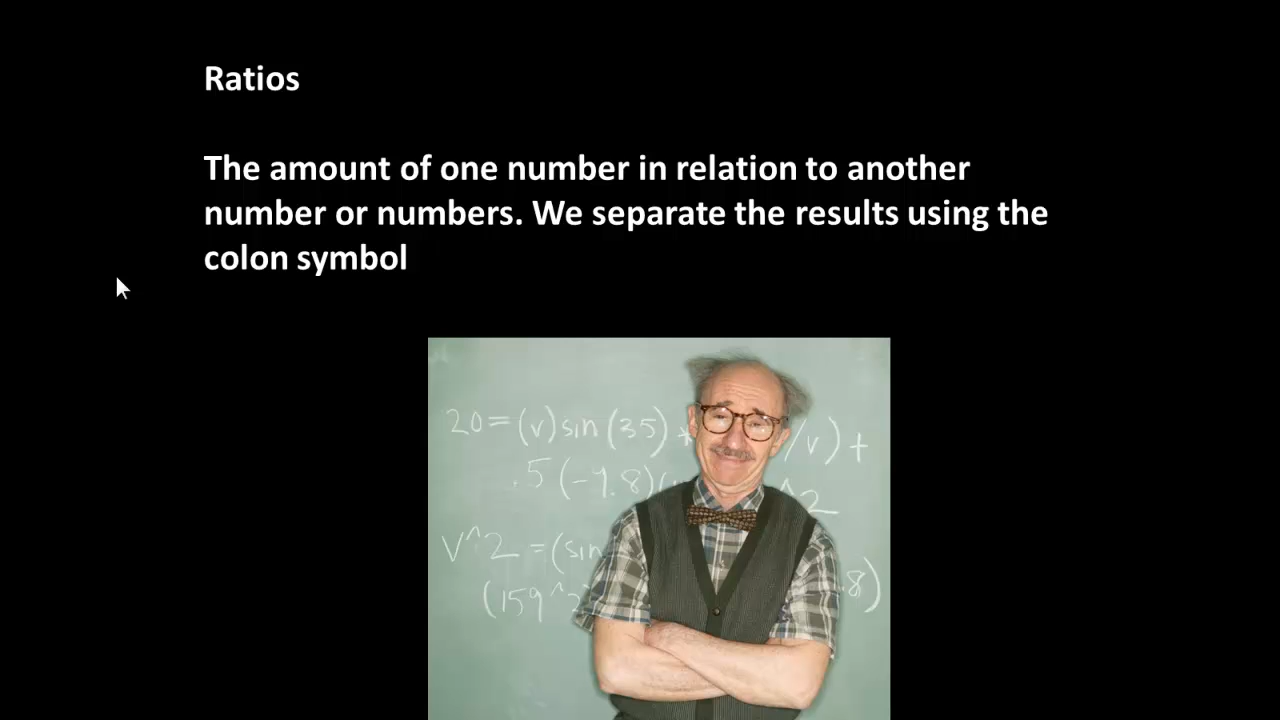 Ratios
The amount of one number in relation to another
number or numbers. We separate the results using the
colon symbol
20=(v)sin(35)* /v)+
.5(-9.8)( ^2
V^2 =(sin
(159^2 .8)